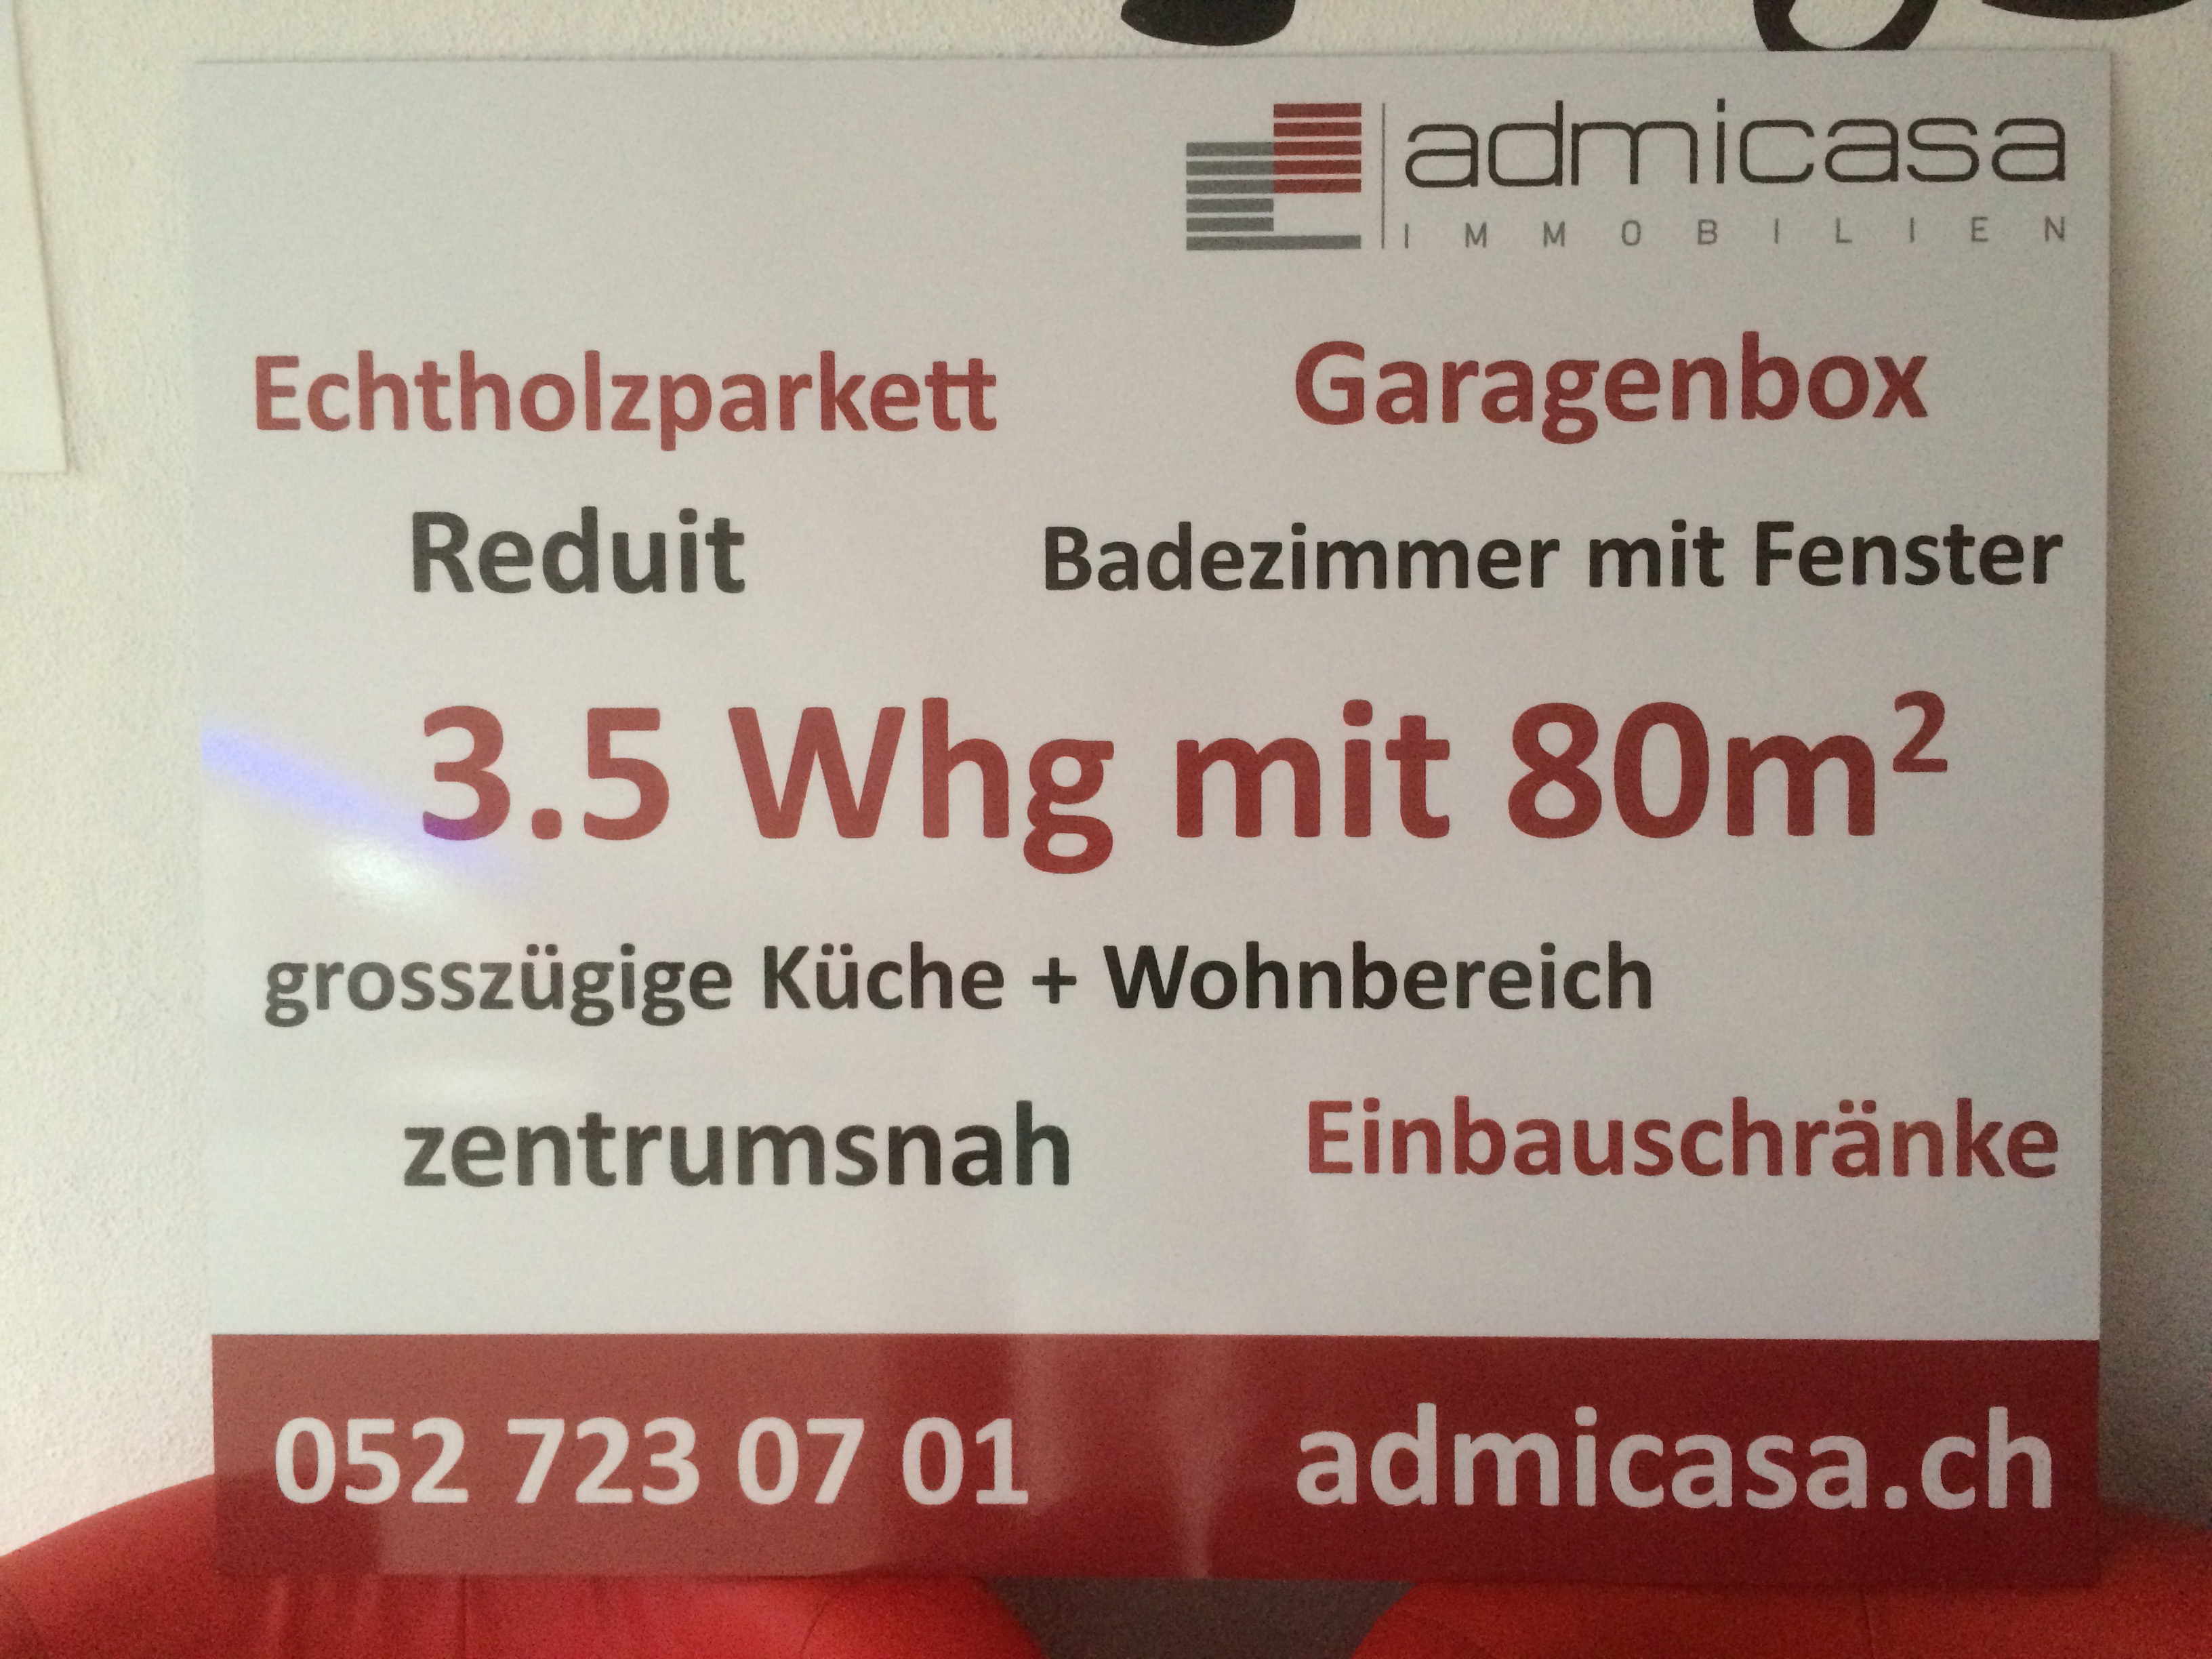 admicasa
IMMOBILIEN
Echtholzparkett Garagenbox
Reduit Badezimmer mit Fenster
3.5 Whg mit 80m²
grosszügige Küche + Wohnbereich
zentrumsnah Einbauschränke
052 723 07 01 admicasa.ch